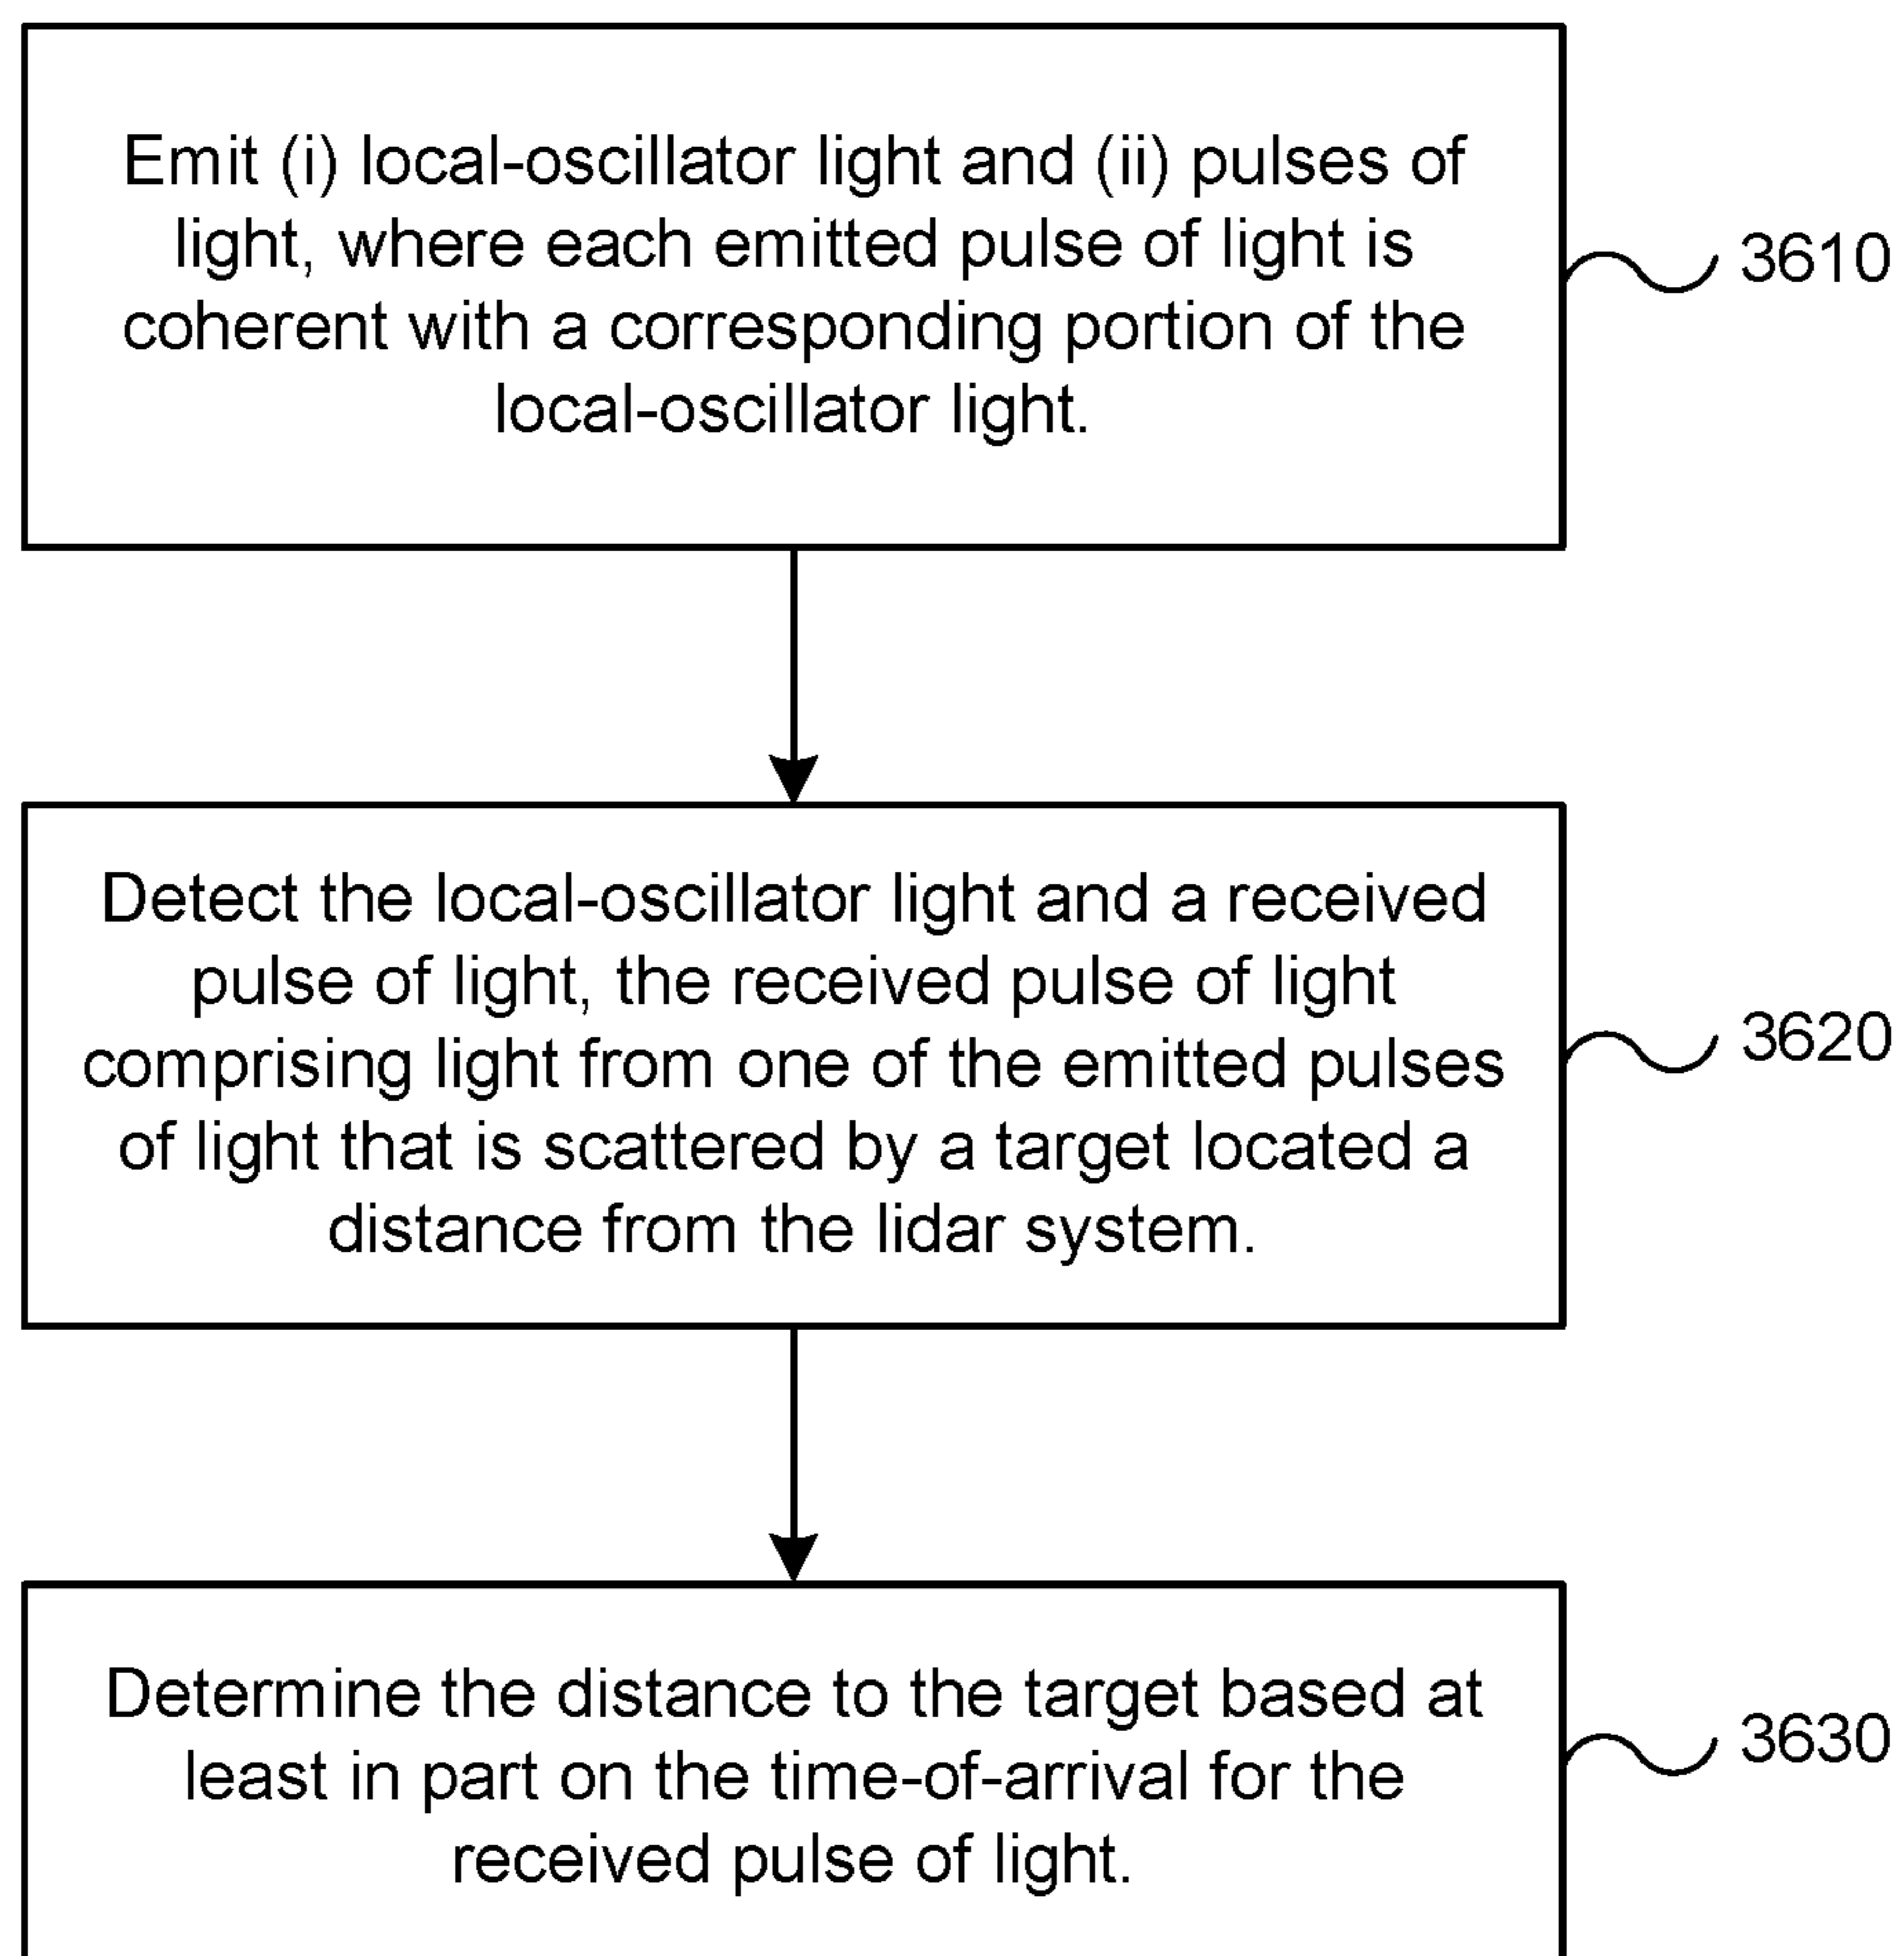 Emit (i) local-oscillator light and (ii) pulses of
light, where each emitted pulse of light is
coherent with a corresponding portion of the
local-oscillator light.
3610
Detect the local-oscillator light and a received
pulse of light, the received pulse of light
comprising light from one of the emitted pulses
of light that is scattered by a target located a
distance from the lidar system.
3620
Determine the distance to the target based at
least in part on the time-of-arrival for the
received pulse of light.
3630